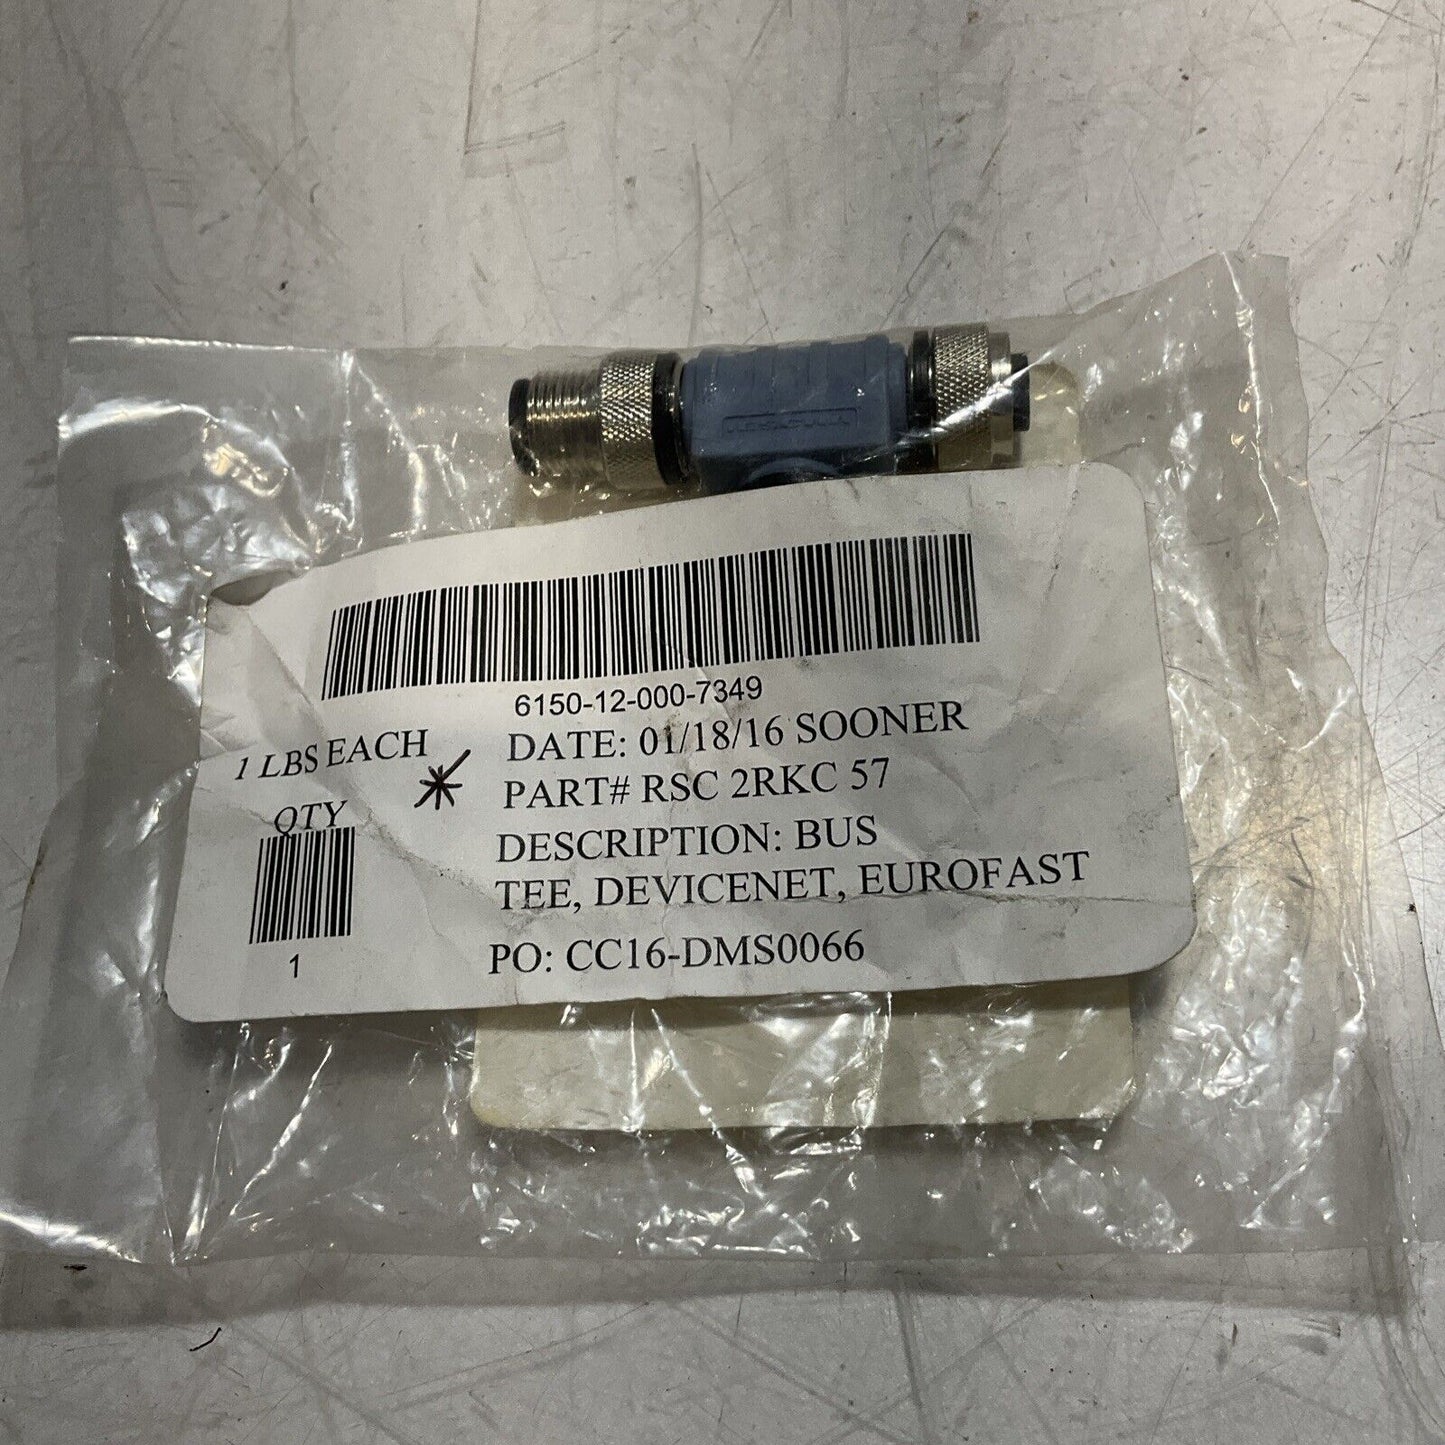 6150-12-000-7349
1 LBS EACH
DATE: 01/18/16 SOONER
PART# RSC 2RKC 57
QTY
DESCRIPTION: BUS
TEE, DEVICENET, EUROFAST
1
PO: CC16-DMS0066